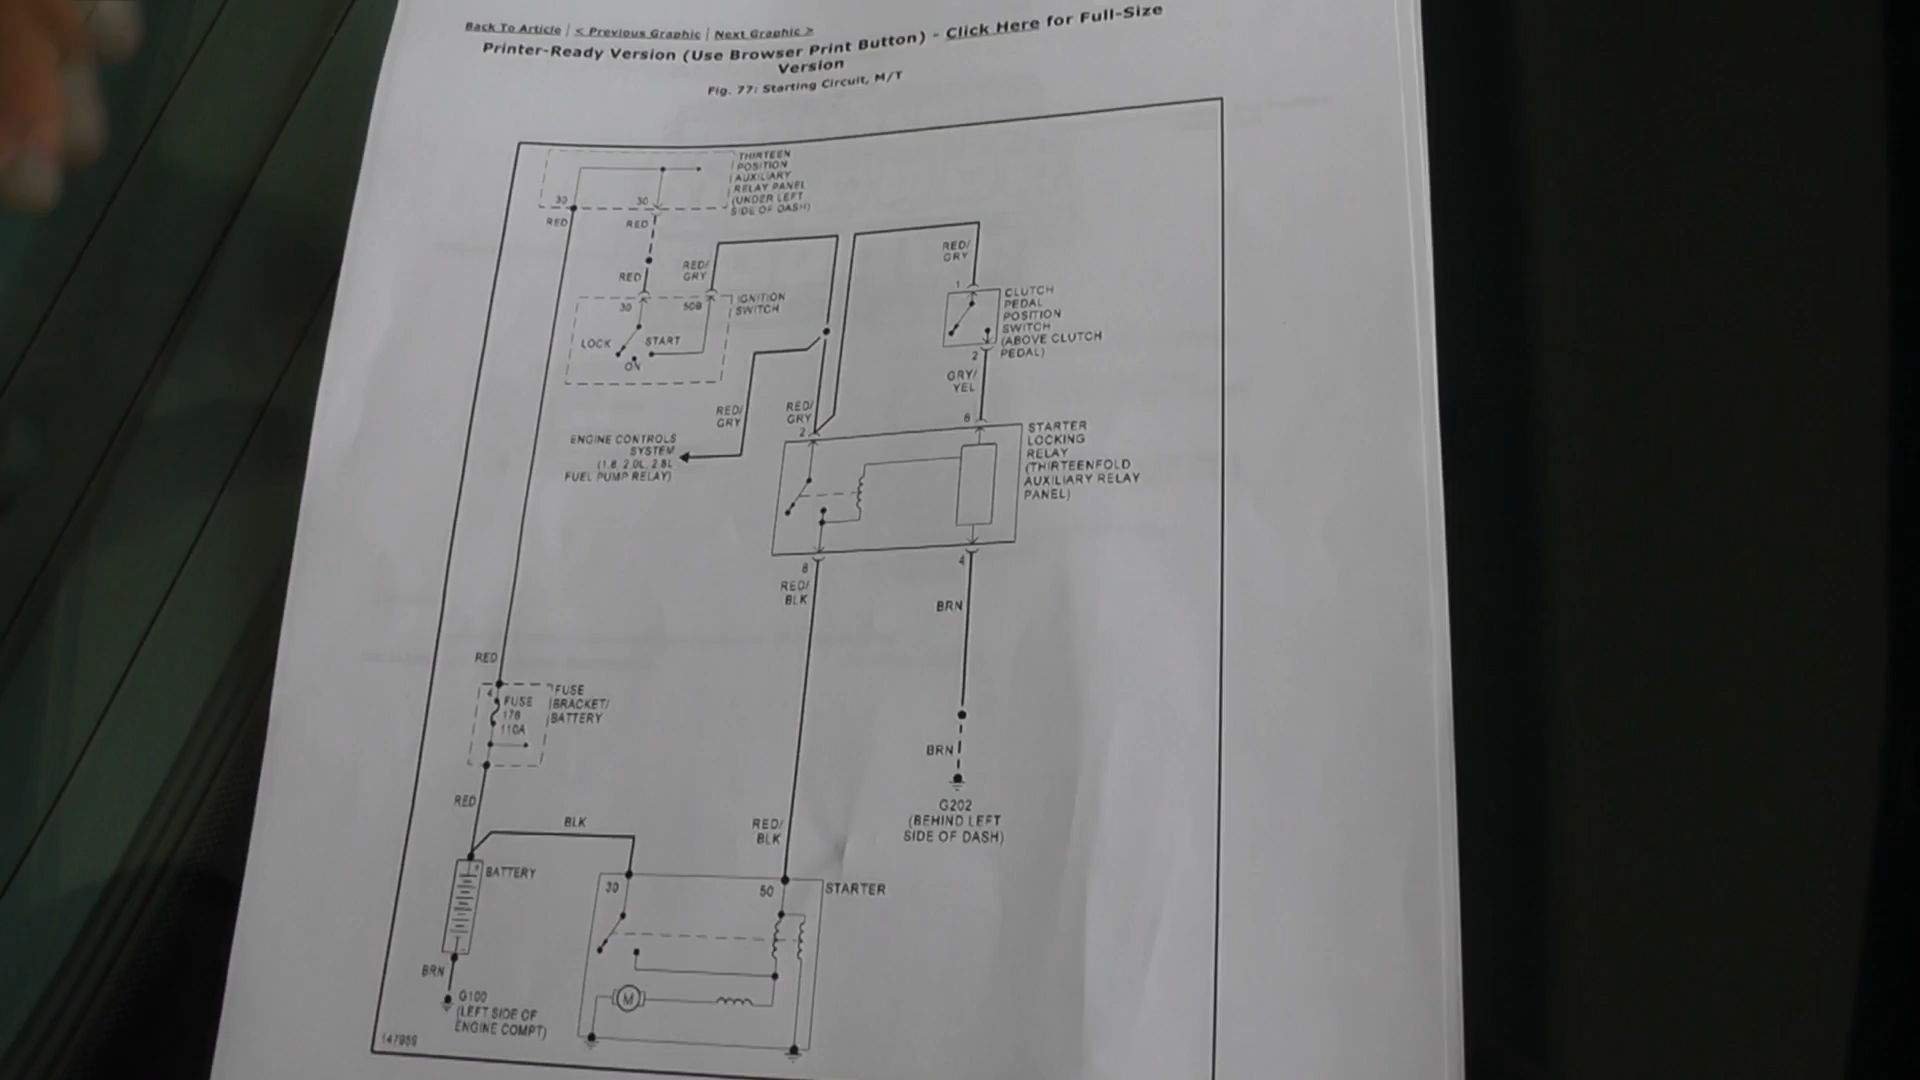 Back To Article | < Previous Graphic | Next Graphic >
Printer-Ready Version (Use Browser Print Button) - Click Here for Full-Size
Version
Fig. 77: Starting Circuit, M/T
THIRTEEN
POSITION
AUXILIARY
RELAY PANEL
(UNDER LEFT
SIDE OF DASH)
30
30
RED
RED
RED
RED/
GRY
30
50B
IGNITION
SWITCH
LOCK
START
ON
RED/
GRY
1
CLUTCH
PEDAL
POSITION
SWITCH
(ABOVE CLUTCH
PEDAL)
2
GRY/
YEL
RED/
GRY
RED/
GRY
2
6
ENGINE CONTROLS
SYSTEM
(1.8, 2.0L, 2.8L
FUEL PUMP RELAY)
STARTER
LOCKING
RELAY
(THIRTEENFOLD
AUXILIARY RELAY
PANEL)
8
RED/
BLK
4
BRN
RED
4
FUSE
176
110A
FUSE
BRACKET/
BATTERY
BRN
G202
(BEHIND LEFT
SIDE OF DASH)
RED
BLK
RED/
BLK
+
BATTERY
-
30
50
STARTER
M
BRN
G100
(LEFT SIDE OF
ENGINE COMPT)
147959